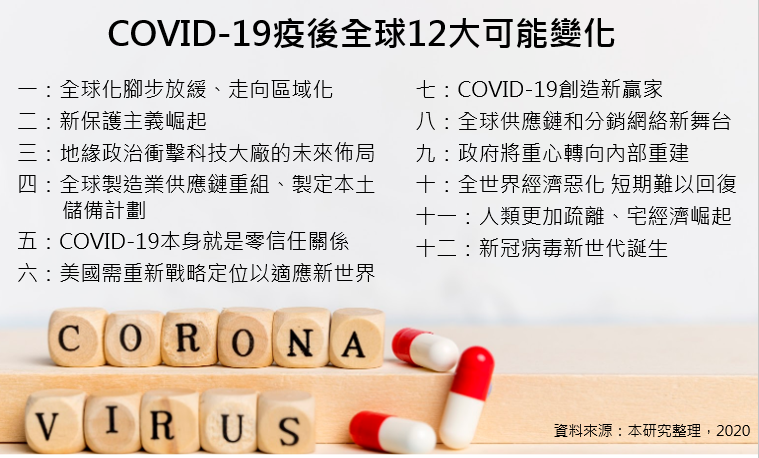 COVID-19疫後全球12大可能變化
一：全球化腳步放緩、走向區域化
二：新保護主義崛起
三：地緣政治衝擊科技大廠的未來佈局
四：全球製造業供應鏈重組、製定本土
儲備計劃
五：COVID-19本身就是零信任關係
六：美國需重新戰略定位以適應新世界
七：COVID-19創造新贏家
八：全球供應鏈和分銷網絡新舞台
九：政府將重心轉向內部重建
十：全世界經濟惡化 短期難以回復
十一：人類更加疏離、宅經濟崛起
十二：新冠病毒新世代誕生
CORONA
VIRUS
資料來源：本研究整理，2020